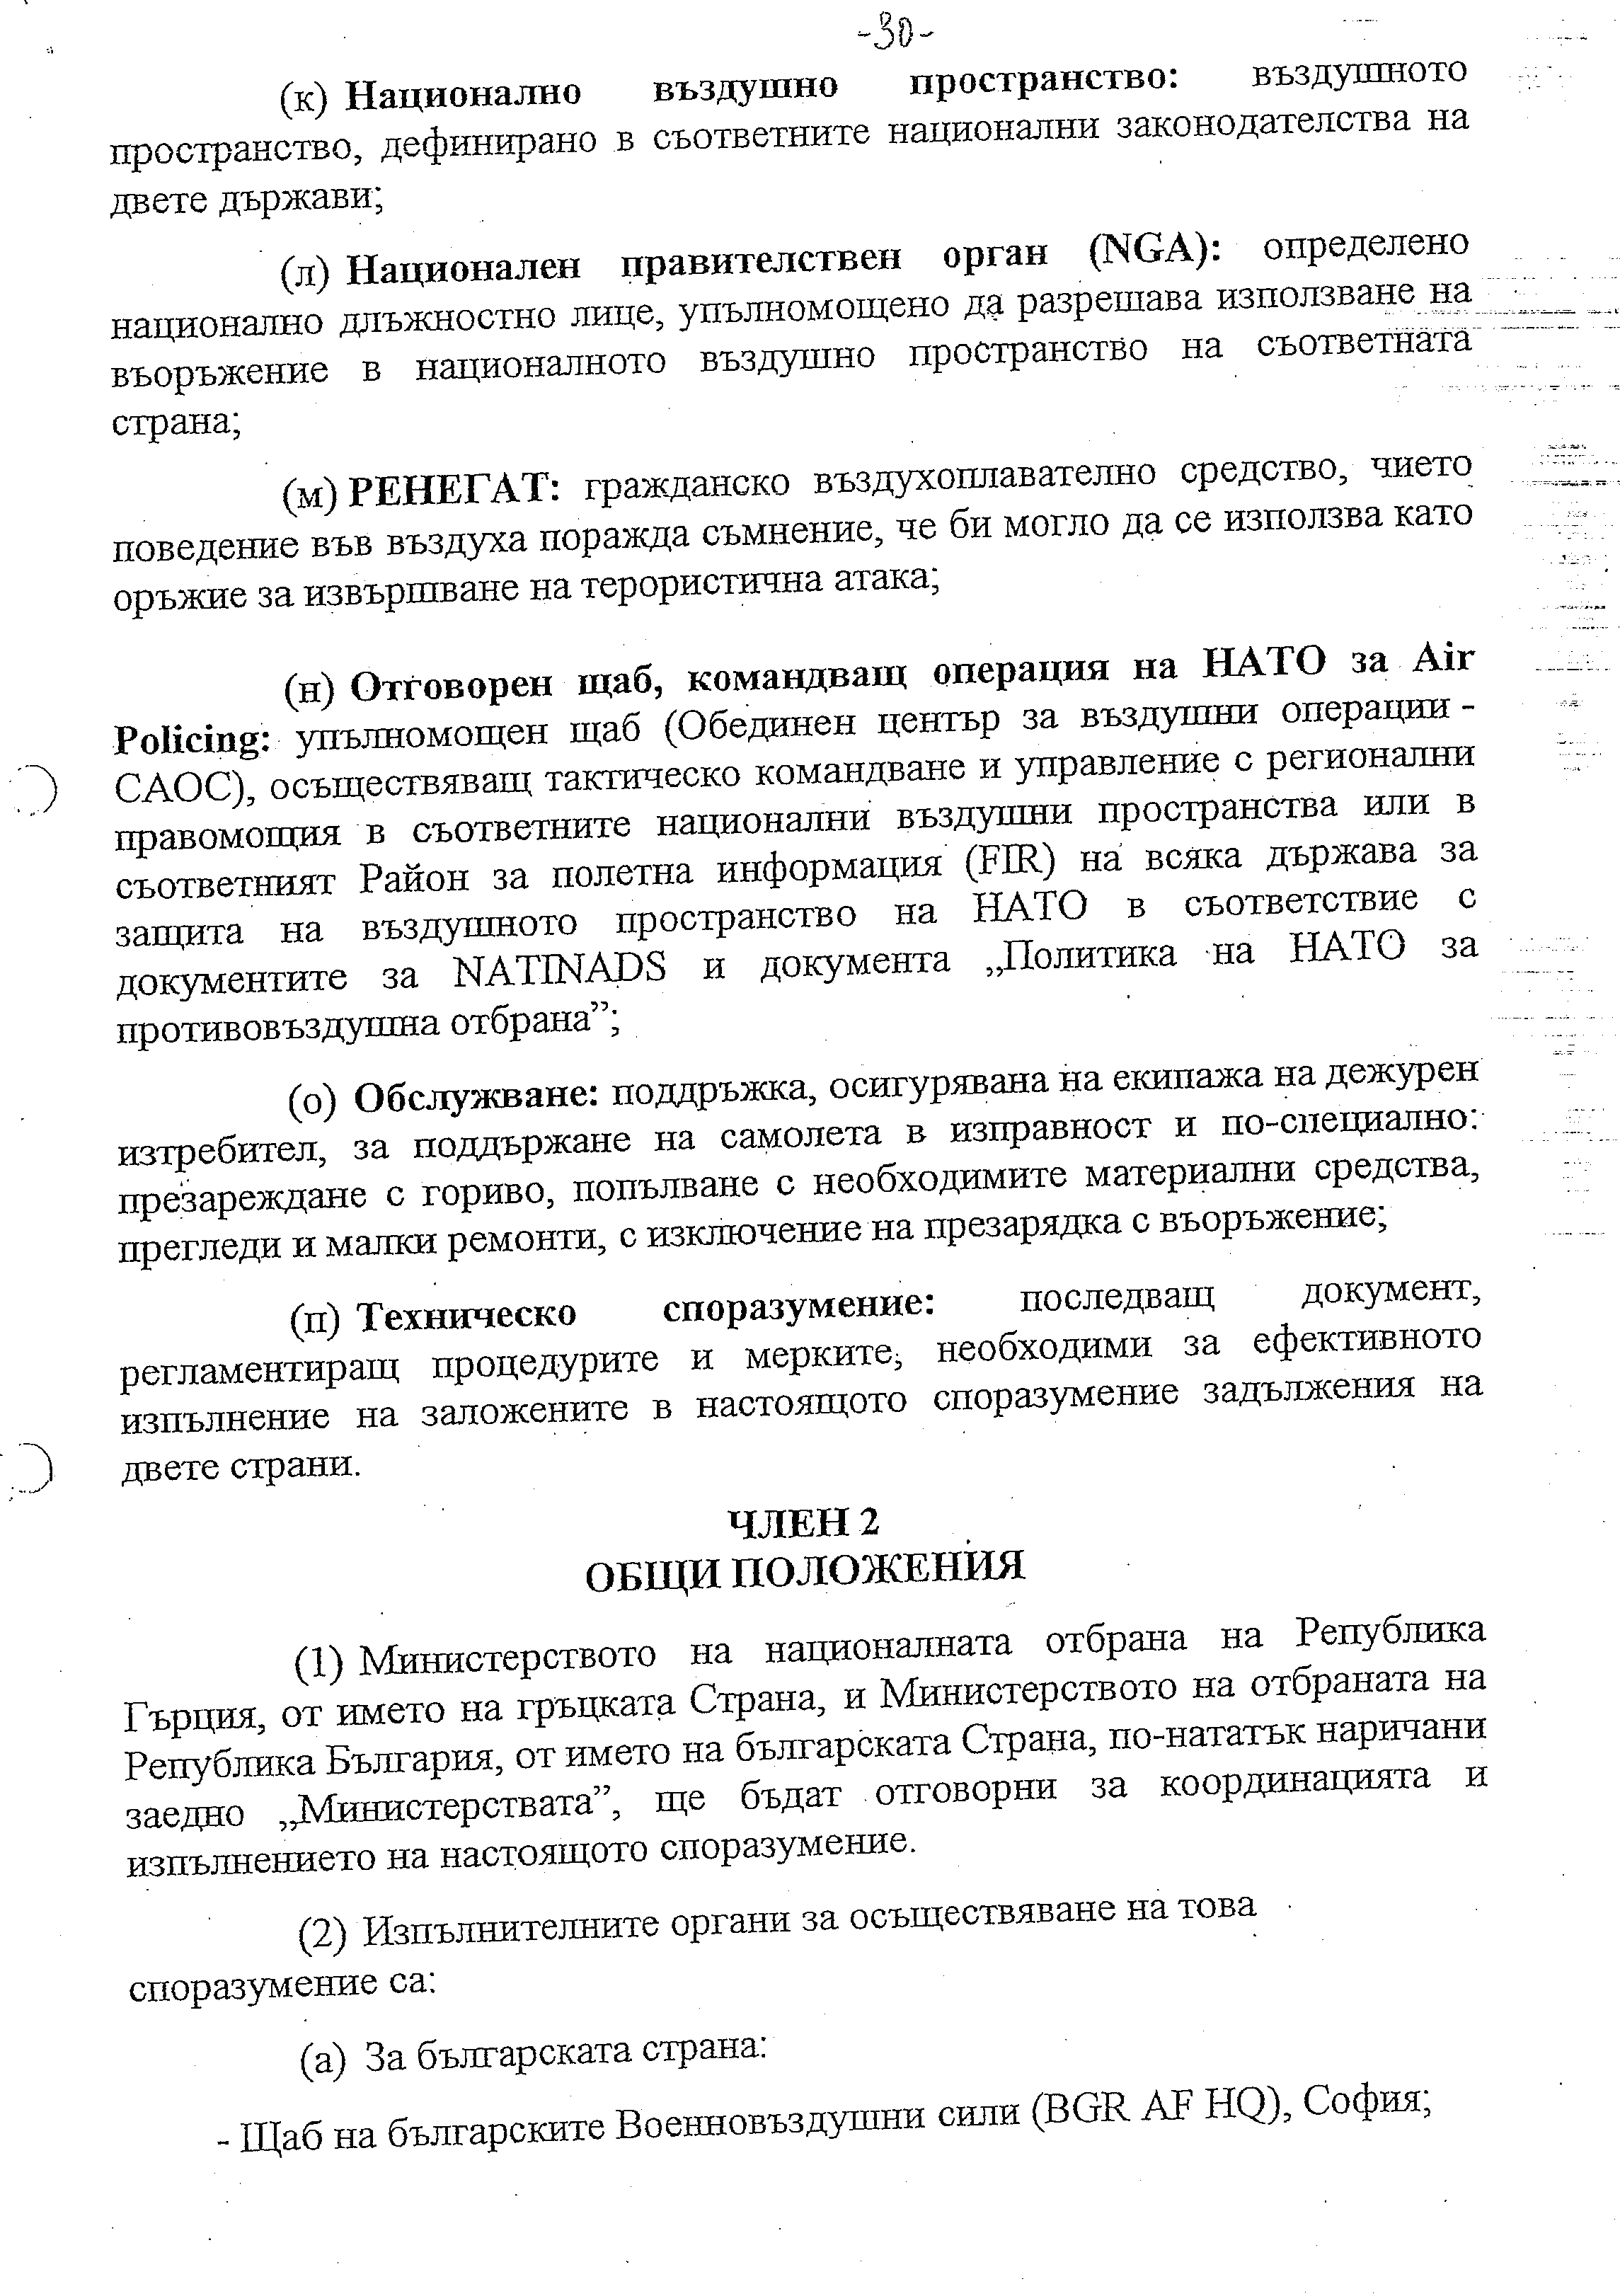 -30-
(к) Национално въздушно пространство: въздушното
пространство, дефинирано в съответните национални законодателства на
двете държави;
(л) Национален правителствен орган (NGA): определено
национално длъжностно лице, упълномощено да разрешава използване на
въоръжение в националното въздушно пространство на съответната
страна;
(м) РЕНЕГАТ: гражданско въздухоплавателно средство, чието
поведение във въздуха поражда съмнение, че би могло да се използва като
оръжие за извършване на терористична атака;
(н) Отговорен щаб, командващ операция на НАТО за Air
Policing: упълномощен щаб (Обединен център за въздушни операции -
CAOC), осъществяващ тактическо командване и управление с регионални
правомощия в съответните национални въздушни пространства или в
съответният Район за полетна информация (FIR) на всяка държава за
защита на въздушното пространство на НАТО в съответствие с
документите за NATINADS и документа „Политика на НАТО за
противовъздушна отбрана”;
(о) Обслужване: поддръжка, осигурявана на екипажа на дежурен
изтребител, за поддържане на самолета в изправност и по-специално:
презареждане с гориво, попълване с необходимите материални средства,
прегледи и малки ремонти, с изключение на презарядка с въоръжение;
(п) Техническо споразумение: последващ документ,
регламентиращ процедурите и мерките, необходими за ефективното
изпълнение на заложените в настоящото споразумение задължения на
двете страни.
ЧЛЕН 2
ОБЩИ ПОЛОЖЕНИЯ
(1) Министерството на националната отбрана на Република
Гърция, от името на гръцката Страна, и Министерството на отбраната на
Република България, от името на българската Страна, по-нататък наричани
заедно „Министерствата”, ще бъдат отговорни за координацията и
изпълнението на настоящото споразумение.
(2) Изпълнителните органи за осъществяване на това
споразумение са:
(а) За българската страна:
- Щаб на българските Военновъздушни сили (BGR AF HQ), София;